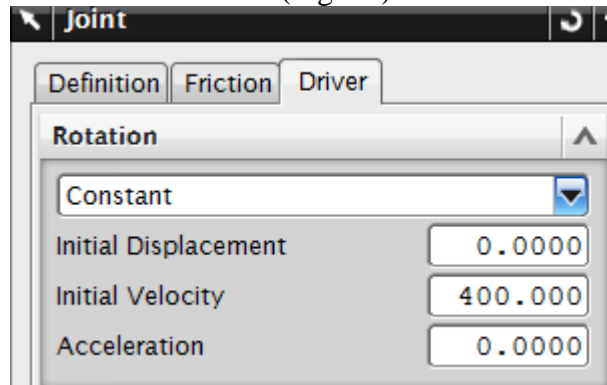 Joint
Definition Friction Driver
Rotation
Constant
Initial Displacement 0.0000
Initial Velocity 400.000
Acceleration 0.0000